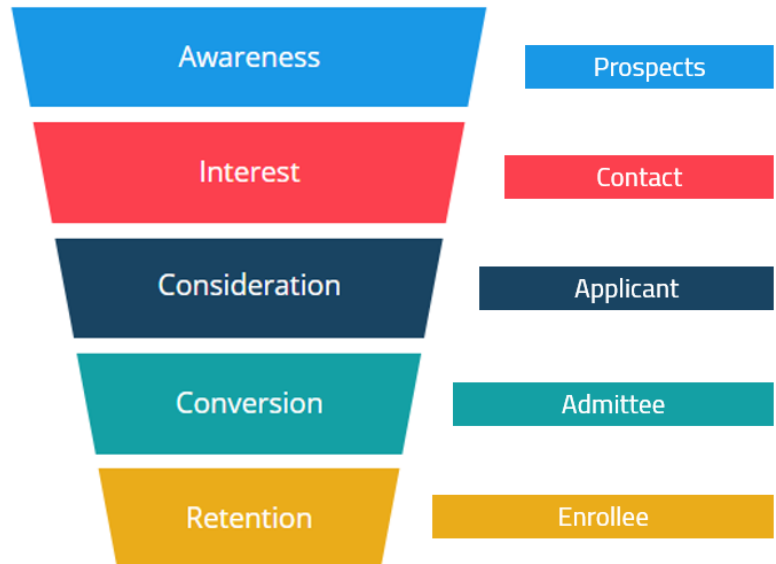 Awareness
Prospects
Interest
Contact
Consideration
Applicant
Conversion
Admittee
Retention
Enrollee